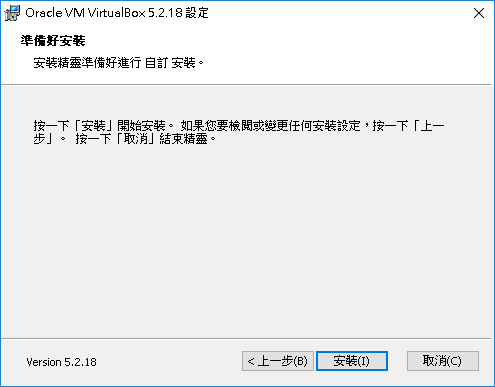 Oracle VM VirtualBox 5.2.18 設定
準備好安裝
安裝精靈準備好進行 自訂 安裝。
按一下「安裝」開始安裝。 如果您要檢閱或變更任何安裝設定，按一下「上一
步」。 按一下「取消」結束精靈。
Version 5.2.18
< 上一步(B)
安裝(I)
取消(C)